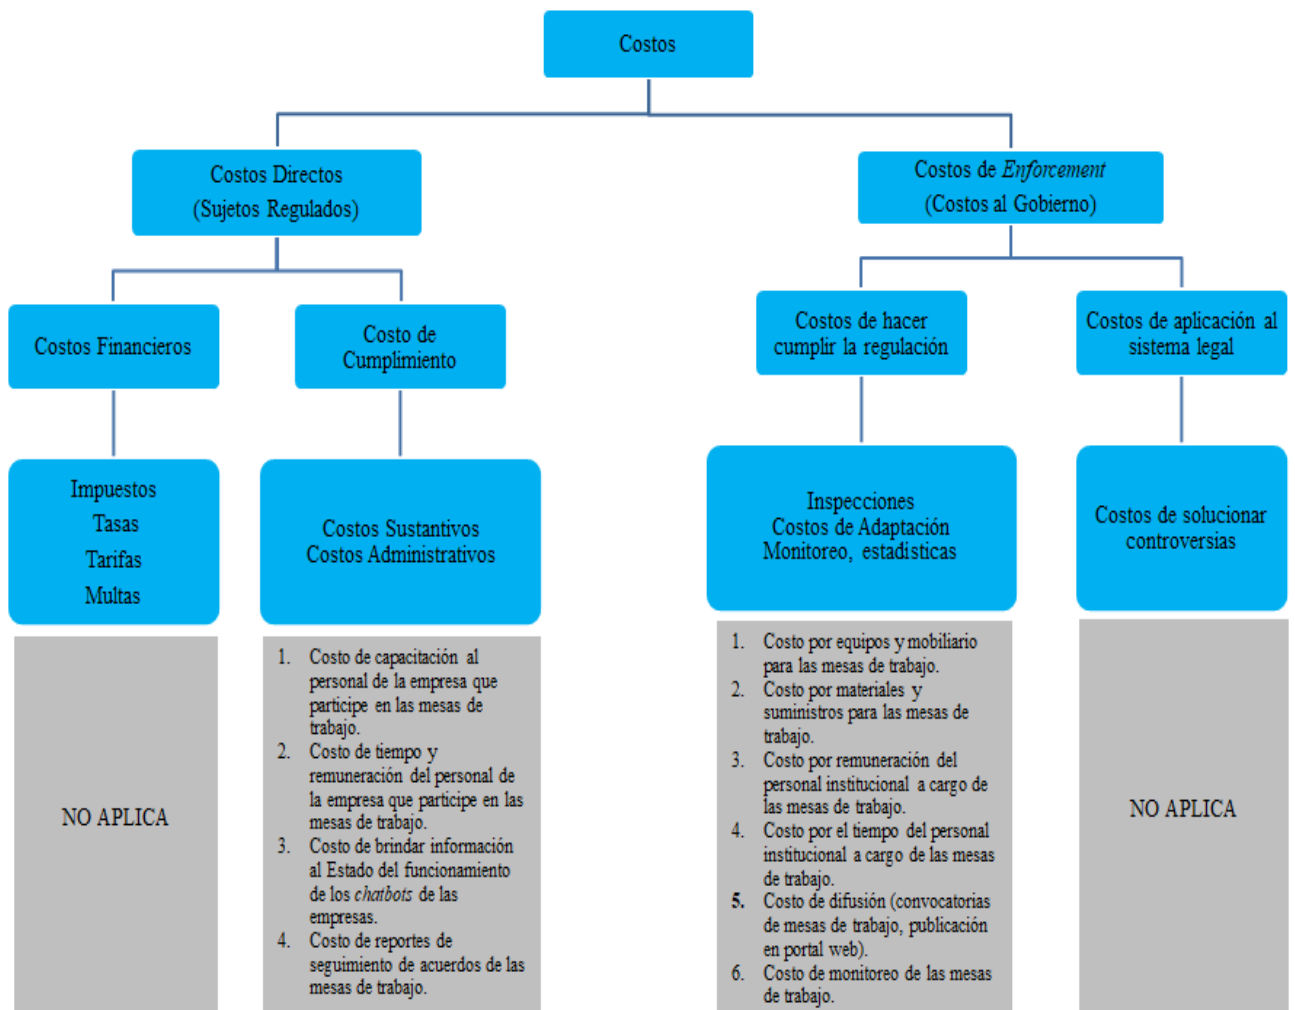 Costos
Costos Directos
(Sujetos Regulados)
Costos de Enforcement
(Costos al Gobierno)
Costos Financieros
Costo de
Cumplimiento
Costos de hacer
cumplir la regulación
Costos de aplicación al
sistema legal
Impuestos
Tasas
Tarifas
Multas
Costos Sustantivos
Costos Administrativos
Inspecciones
Costos de Adaptación
Monitoreo, estadisticas
Costos de solucionar
controversias
NO APLICA
1. Costo de capacitación al
personal de la empresa que
participe en las mesas de
trabajo.
2. Costo de tiempo y
remuneración del personal de
la empresa que participe en las
mesas de trabajo.
3. Costo de brindar información
al Estado del funcionamiento
de los chatbots de las
empresas.
4. Costo de reportes de
seguimiento de acuerdos de las
mesas de trabajo.
1. Costo por equipos y mobiliario
para las mesas de trabajo.
2. Costo por materiales y
suministros para las mesas de
trabajo.
3. Costo por remuneración del
personal institucional a cargo de
las mesas de trabajo.
4. Costo por el tiempo del personal
institucional a cargo de las mesas
de trabajo.
5. Costo de difusión (convocatorias
de mesas de trabajo, publicación
en portal web).
6. Costo de monitoreo de las mesas
de trabajo.
NO APLICA